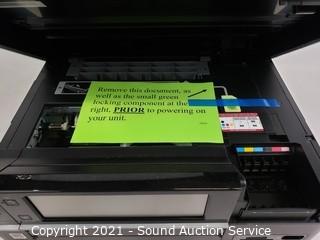 Remove this document, as
well as the small green
locking component at the
right, PRIOR to powering on
your unit.
Copyright 2021 - Sound Auction Service